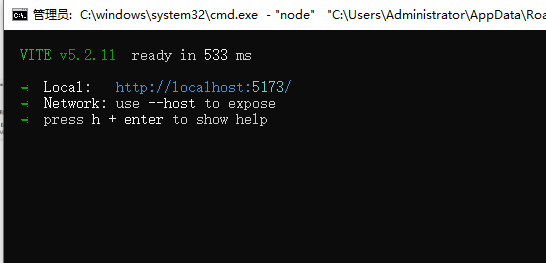 管理员: C:\windows\system32\cmd.exe - "node" "C:\Users\Administrator\AppData\Roa
VITE v5.2.11 ready in 533 ms
➜ Local: http://localhost:5173/
➜ Network: use --host to expose
➜ press h + enter to show help